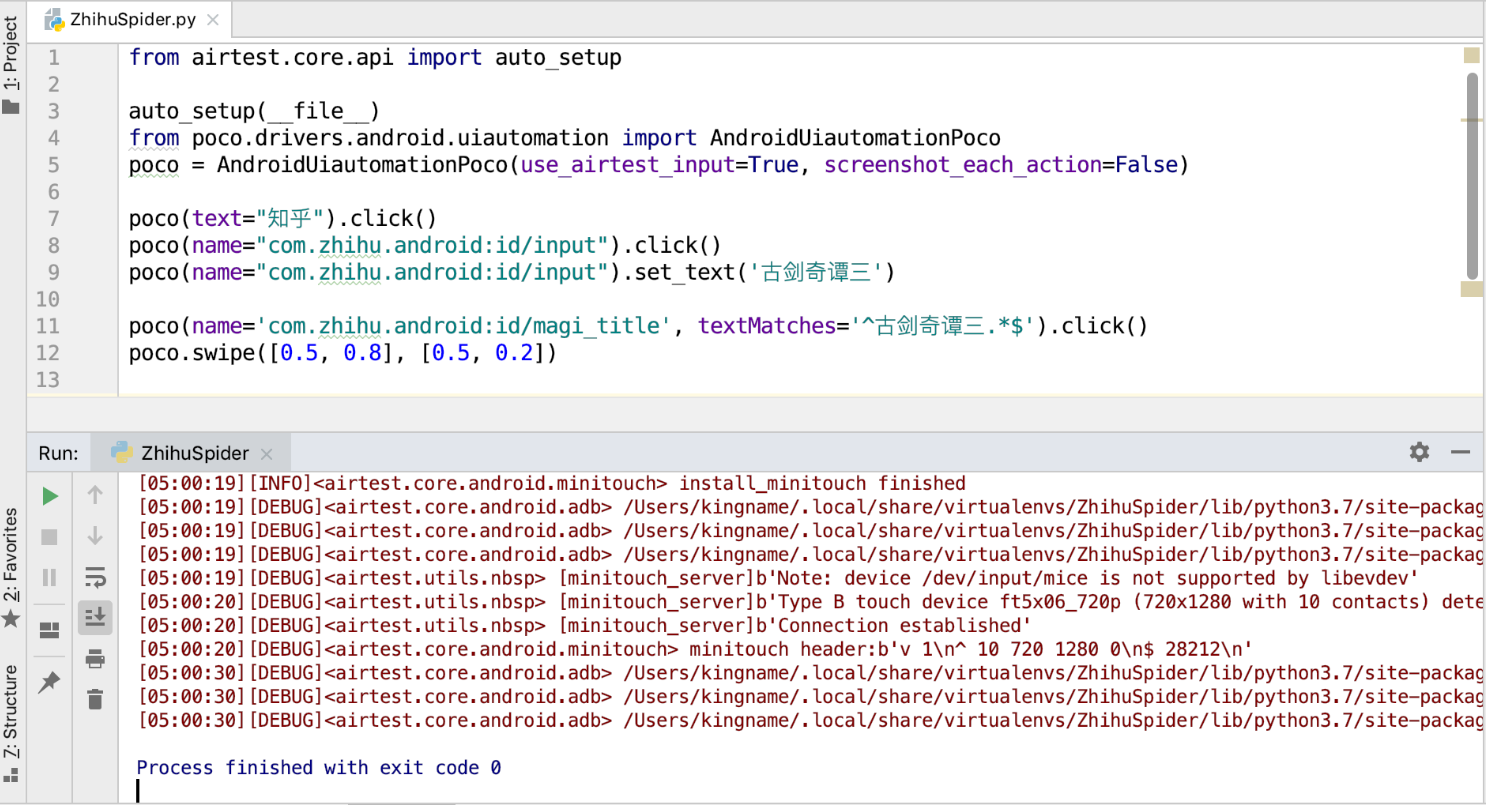 ZhihuSpider.py
1: Project
1 from airtest.core.api import auto_setup
2
3 auto_setup(__file__)
4 from poco.drivers.android.uiautomation import AndroidUiautomationPoco
5 poco = AndroidUiautomationPoco(use_airtest_input=True, screenshot_each_action=False)
6
7 poco(text="知乎").click()
8 poco(name="com.zhihu.android:id/input").click()
9 poco(name="com.zhihu.android:id/input").set_text('古剑奇谭三')
10
11 poco(name='com.zhihu.android:id/magi_title', textMatches='^古剑奇谭三.*$').click()
12 poco.swipe([0.5, 0.8], [0.5, 0.2])
13
Run: ZhihuSpider
2: Favorites
Z: Structure
[05:00:19][INFO]<airtest.core.android.minitouch> install_minitouch finished
[05:00:19][DEBUG]<airtest.core.android.adb> /Users/kingname/.local/share/virtualenvs/ZhihuSpider/lib/python3.7/site-packag
[05:00:19][DEBUG]<airtest.core.android.adb> /Users/kingname/.local/share/virtualenvs/ZhihuSpider/lib/python3.7/site-packag
[05:00:19][DEBUG]<airtest.core.android.adb> /Users/kingname/.local/share/virtualenvs/ZhihuSpider/lib/python3.7/site-packag
[05:00:19][DEBUG]<airtest.utils.nbsp> [minitouch_server]b'Note: device /dev/input/mice is not supported by libevdev'
[05:00:20][DEBUG]<airtest.utils.nbsp> [minitouch_server]b'Type B touch device ft5x06_720p (720x1280 with 10 contacts) dete
[05:00:20][DEBUG]<airtest.utils.nbsp> [minitouch_server]b'Connection established'
[05:00:20][DEBUG]<airtest.core.android.minitouch> minitouch header:b'v 1\n^ 10 720 1280 0\n$ 28212\n'
[05:00:30][DEBUG]<airtest.core.android.adb> /Users/kingname/.local/share/virtualenvs/ZhihuSpider/lib/python3.7/site-packag
[05:00:30][DEBUG]<airtest.core.android.adb> /Users/kingname/.local/share/virtualenvs/ZhihuSpider/lib/python3.7/site-packag
[05:00:30][DEBUG]<airtest.core.android.adb> /Users/kingname/.local/share/virtualenvs/ZhihuSpider/lib/python3.7/site-packag
Process finished with exit code 0